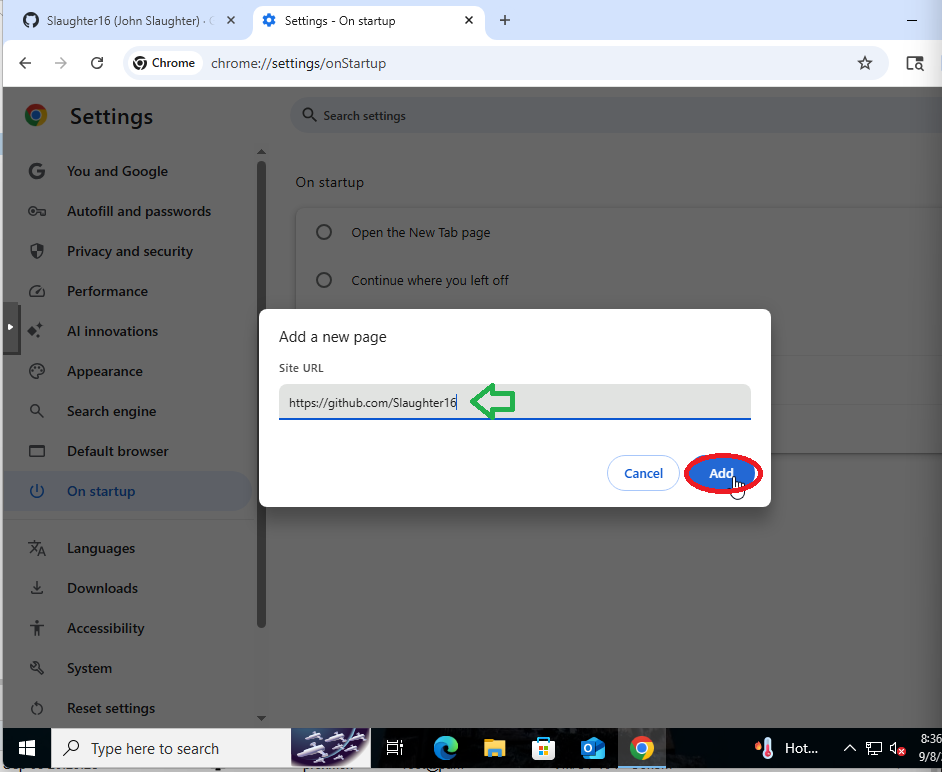 Slaughter16 (John Slaughter) ·
Settings - On startup
Chrome
chrome://settings/onStartup
Settings
Search settings
You and Google
Autofill and passwords
Privacy and security
Performance
AI innovations
Appearance
Search engine
Default browser
On startup
Languages
Downloads
Accessibility
System
Reset settings
On startup
Open the New Tab page
Continue where you left off
Add a new page
Site URL
https://github.com/Slaughter16
Cancel
Add
Type here to search
Hot...
8:36
9/8/